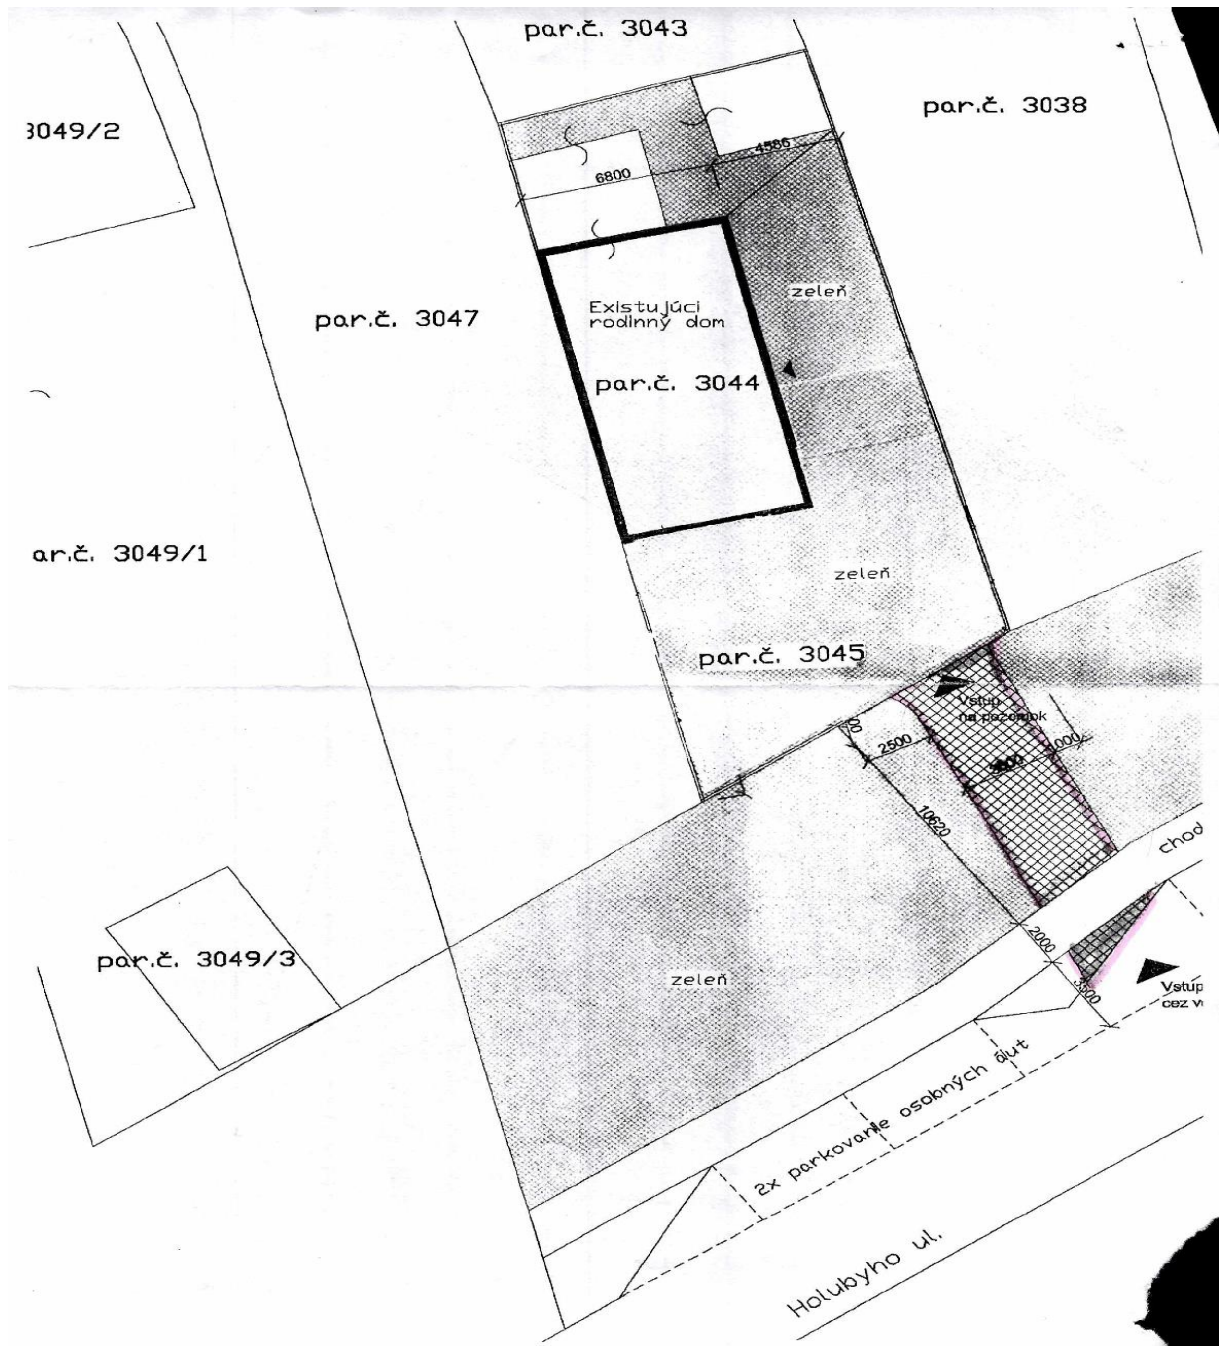 par.č. 3043
3049/2
par.č. 3038
4586
6800
zeleň
Existujúci
rodinný dom
par.č. 3047
par.č. 3044
ar.č. 3049/1
zeleň
par.č. 3045
Vstup
na pozemok
2500
1000
10620
chod
par.č. 3049/3
zeleň
2000
3500
Vstup
cez v
2x parkovanie osobných áut
Holubyho ul.